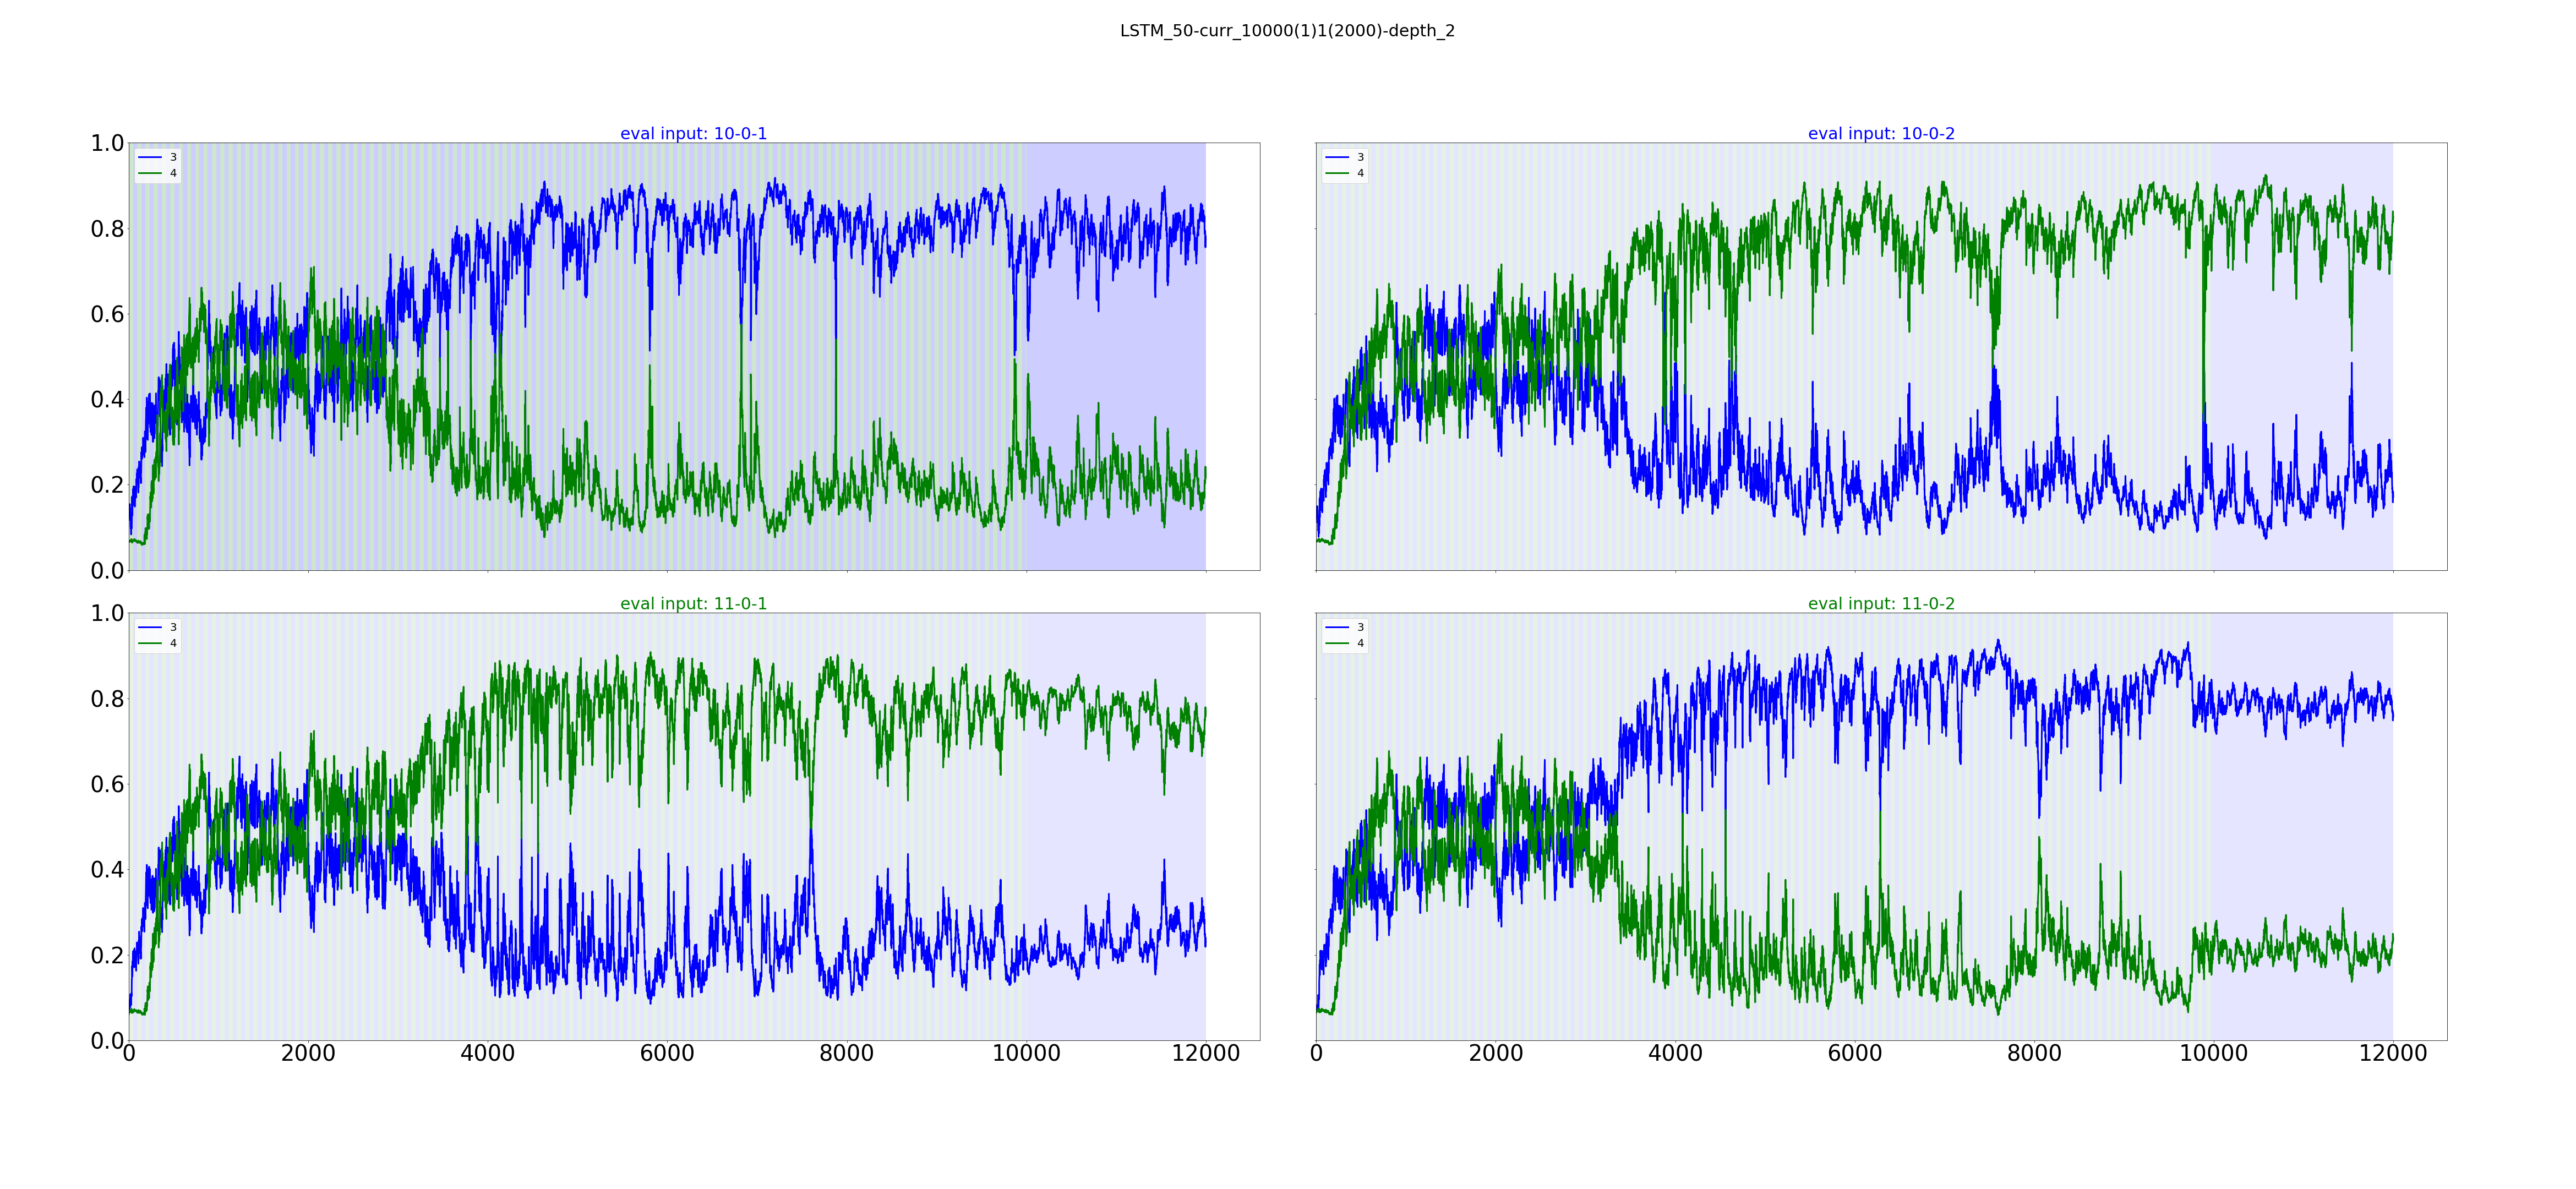 LSTM_50-curr_10000(1)1(2000)-depth_2
eval input: 10-0-1
1.0
0.8
0.6
0.4
0.2
0.0
3
4
eval input: 10-0-2
3
4
eval input: 11-0-1
1.0
0.8
0.6
0.4
0.2
0.0
3
4
0 2000 4000 6000 8000 10000 12000
eval input: 11-0-2
3
4
0 2000 4000 6000 8000 10000 12000